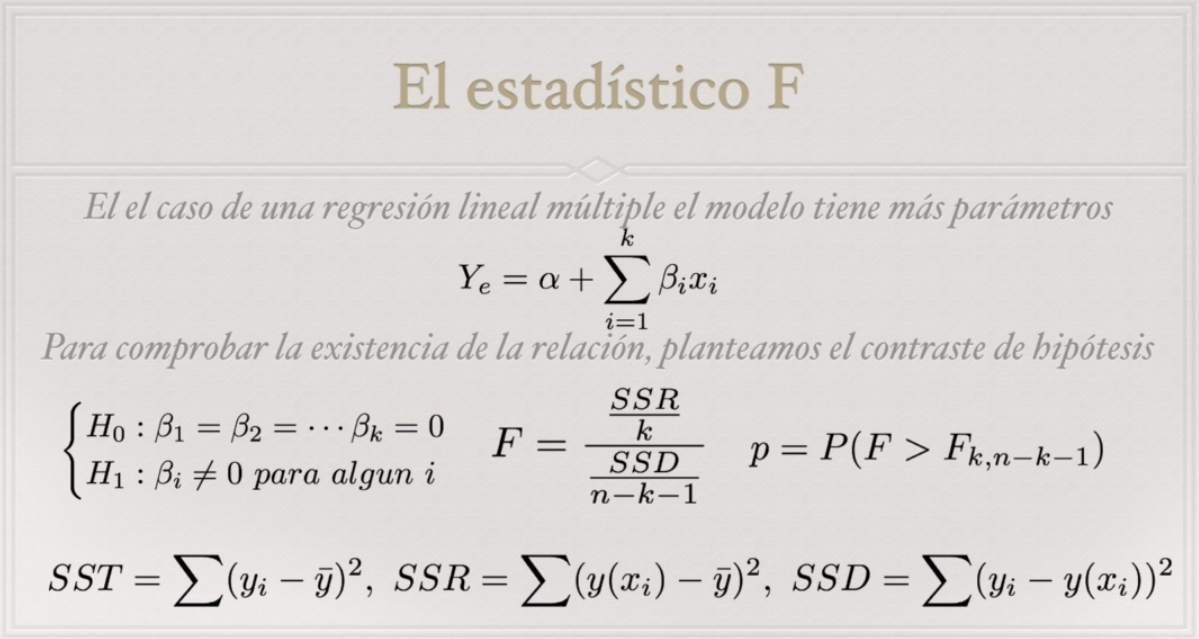 El estadístico F
El el caso de una regresión lineal múltiple el modelo tiene más parámetros
$Y_e = \alpha + \sum_{i=1}^{k} \beta_i x_i$
Para comprobar la existencia de la relación, planteamos el contraste de hipótesis
$\begin{cases} H_0 : \beta_1 = \beta_2 = \cdots \beta_k = 0 \\ H_1 : \beta_i \neq 0 \text{ para algun } i \end{cases}$ $F = \frac{\frac{SSR}{k}}{\frac{SSD}{n-k-1}}$ $p = P(F > F_{k,n-k-1})$
$SST = \sum (y_i - \bar{y})^2, \; SSR = \sum (y(x_i) - \bar{y})^2, \; SSD = \sum (y_i - y(x_i))^2$